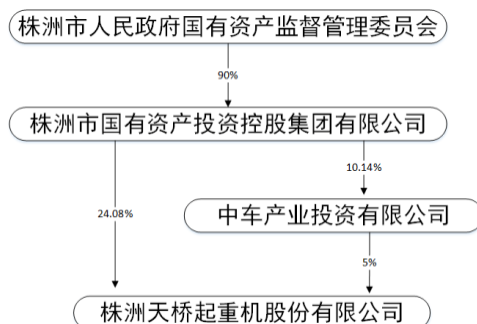 株洲市人民政府国有资产监督管理委员会
90%
株洲市国有资产投资控股集团有限公司
10.14%
24.08%
中车产业投资有限公司
5%
株洲天桥起重机股份有限公司